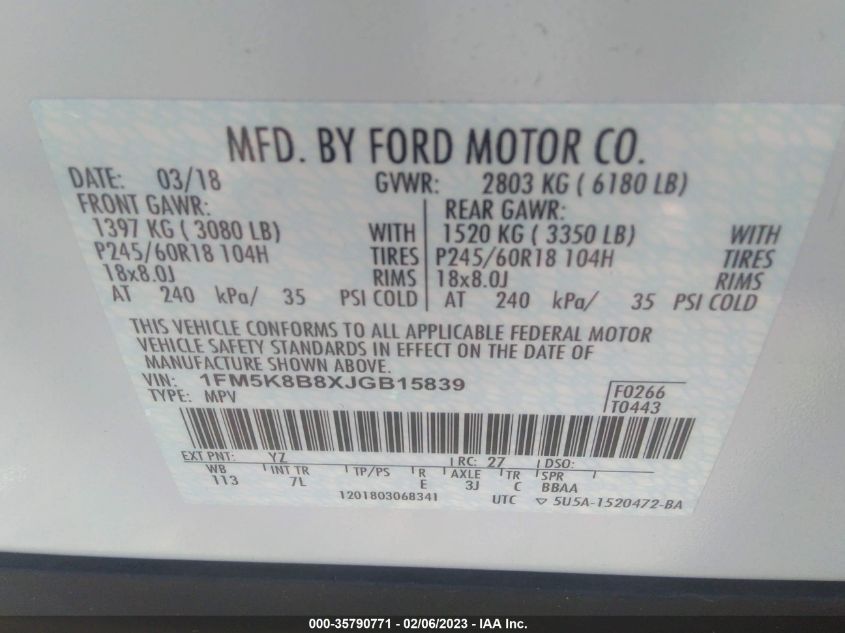 MFD. BY FORD MOTOR CO.
DATE: 03/18 GVWR: 2803 KG ( 6180 LB)
FRONT GAWR: REAR GAWR:
1397 KG ( 3080 LB) WITH 1520 KG ( 3350 LB) WITH
P245/60R18 104H TIRES P245/60R18 104H TIRES
18x8.0J RIMS 18x8.0J RIMS
AT 240 kPa/ 35 PSI COLD AT 240 kPa/ 35 PSI COLD
THIS VEHICLE CONFORMS TO ALL APPLICABLE FEDERAL MOTOR
VEHICLE SAFETY STANDARDS IN EFFECT ON THE DATE OF
MANUFACTURE SHOWN ABOVE.
VIN: 1FM5K8B8XJGB15839 F0266
TYPE: MPV T0443
EXT PNT: YZ RC: 27 DSO:
WB INT TR TP/PS R AXLE TR SPR
113 7L E 3J C BBAA
1201803068341 UTC ▽ 5U5A-1520472-BA
000-35790771 - 02/06/2023 - IAA Inc.